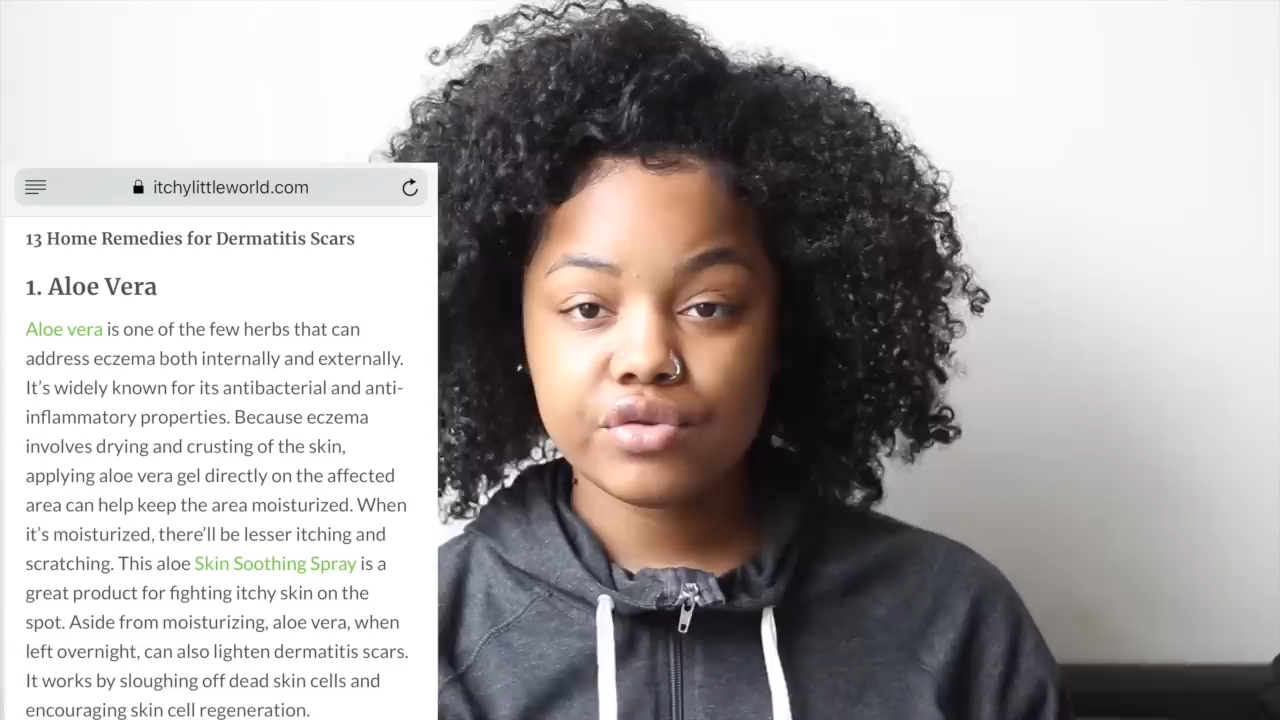 itchylittleworld.com
13 Home Remedies for Dermatitis Scars
1. Aloe Vera
Aloe vera is one of the few herbs that can
address eczema both internally and externally.
It’s widely known for its antibacterial and anti-
inflammatory properties. Because eczema
involves drying and crusting of the skin,
applying aloe vera gel directly on the affected
area can help keep the area moisturized. When
it’s moisturized, there’ll be lesser itching and
scratching. This aloe Skin Soothing Spray is a
great product for fighting itchy skin on the
spot. Aside from moisturizing, aloe vera, when
left overnight, can also lighten dermatitis scars.
It works by sloughing off dead skin cells and
encouraging skin cell regeneration.